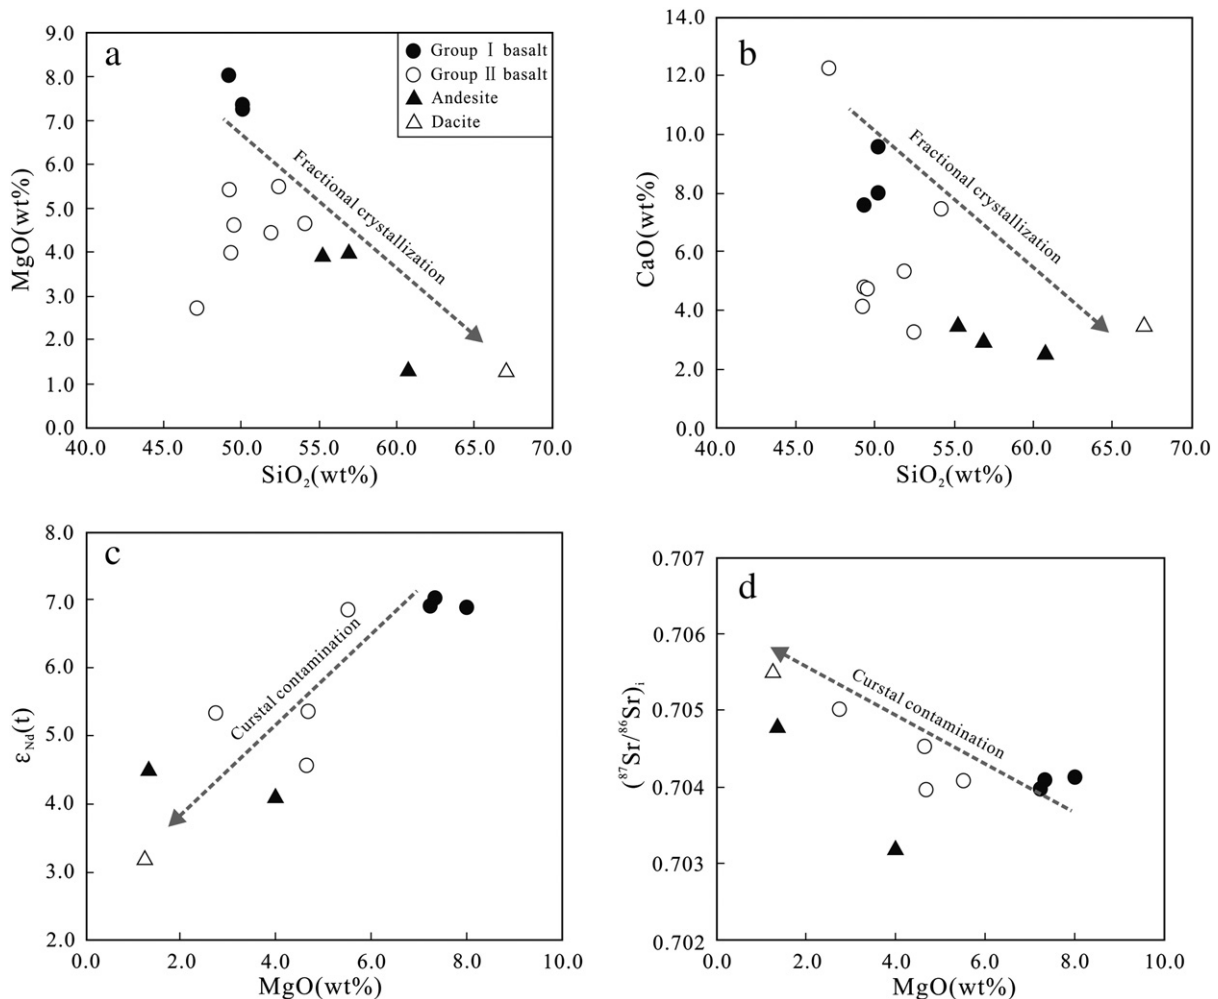 a
9.0
8.0
7.0
6.0
5.0
4.0
3.0
2.0
1.0
0.0
MgO(wt%)
Group I basalt
Group II basalt
Andesite
Dacite
Fractional crystallization
40.0 45.0 50.0 55.0 60.0 65.0 70.0
SiO₂(wt%)
b
14.0
12.0
10.0
8.0
6.0
4.0
2.0
0.0
CaO(wt%)
Fractional crystallization
40.0 45.0 50.0 55.0 60.0 65.0 70.0
SiO₂(wt%)
c
8.0
7.0
6.0
5.0
4.0
3.0
2.0
εNd(t)
Curstal contamination
0.0 2.0 4.0 6.0 8.0 10.0
MgO(wt%)
d
0.707
0.706
0.705
0.704
0.703
0.702
(⁸⁷Sr/⁸⁶Sr)i
Curstal contamination
0.0 2.0 4.0 6.0 8.0 10.0
MgO(wt%)